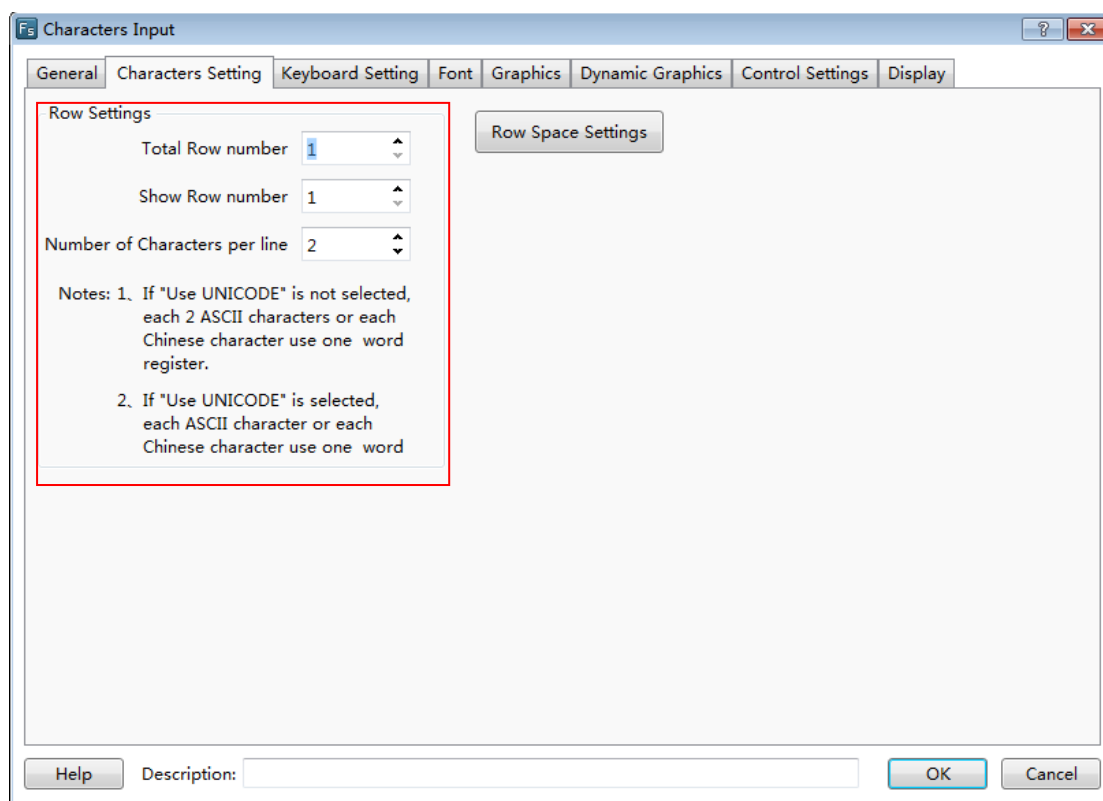 Fs Characters Input
General Characters Setting Keyboard Setting Font Graphics Dynamic Graphics Control Settings Display
Row Settings
Row Space Settings
Total Row number 1
Show Row number 1
Number of Characters per line 2
Notes: 1、If "Use UNICODE" is not selected,
each 2 ASCII characters or each
Chinese character use one word
register.
2、If "Use UNICODE" is selected,
each ASCII character or each
Chinese character use one word
Help Description: OK Cancel